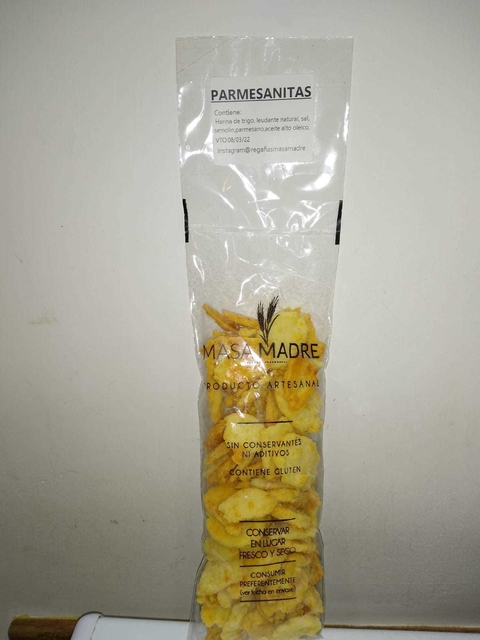 PARMESANITAS
Contiene:
Harina de trigo, leudante natural, sal,
semolin,parmesano,aceite alto oleico.
VTO:08/03/22
instagram@regañasmasamadre
MASA MADRE
PRODUCTO ARTESANAL
SIN CONSERVANTES
NI ADITIVOS
CONTIENE GLUTEN
CONSERVAR
EN LUGAR
FRESCO Y SECO
CONSUMIR
PREFERENTEMENTE
(ver fecha en envase)